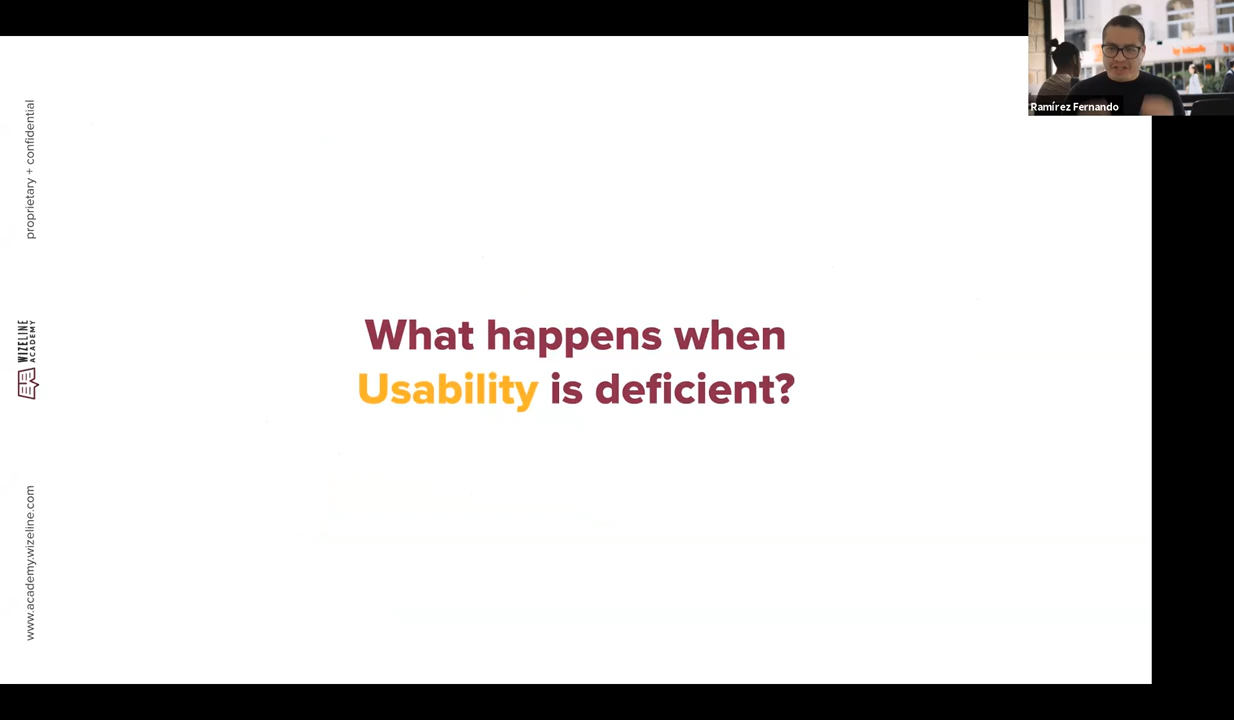 proprietary + confidential
WIZELINE
ACADEMY
www.academy.wizeline.com
What happens when
Usability is deficient?
Ramírez Fernando